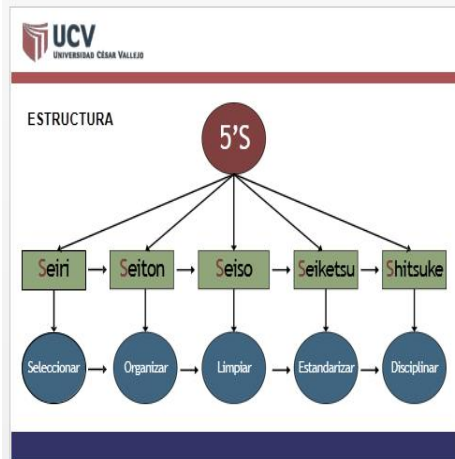 UCV
UNIVERSIDAD CÉSAR VALLEJO
ESTRUCTURA
5'S
Seiri
Seiton
Seiso
Seiketsu
Shitsuke
Seleccionar
Organizar
Limpiar
Estandarizar
Disciplinar